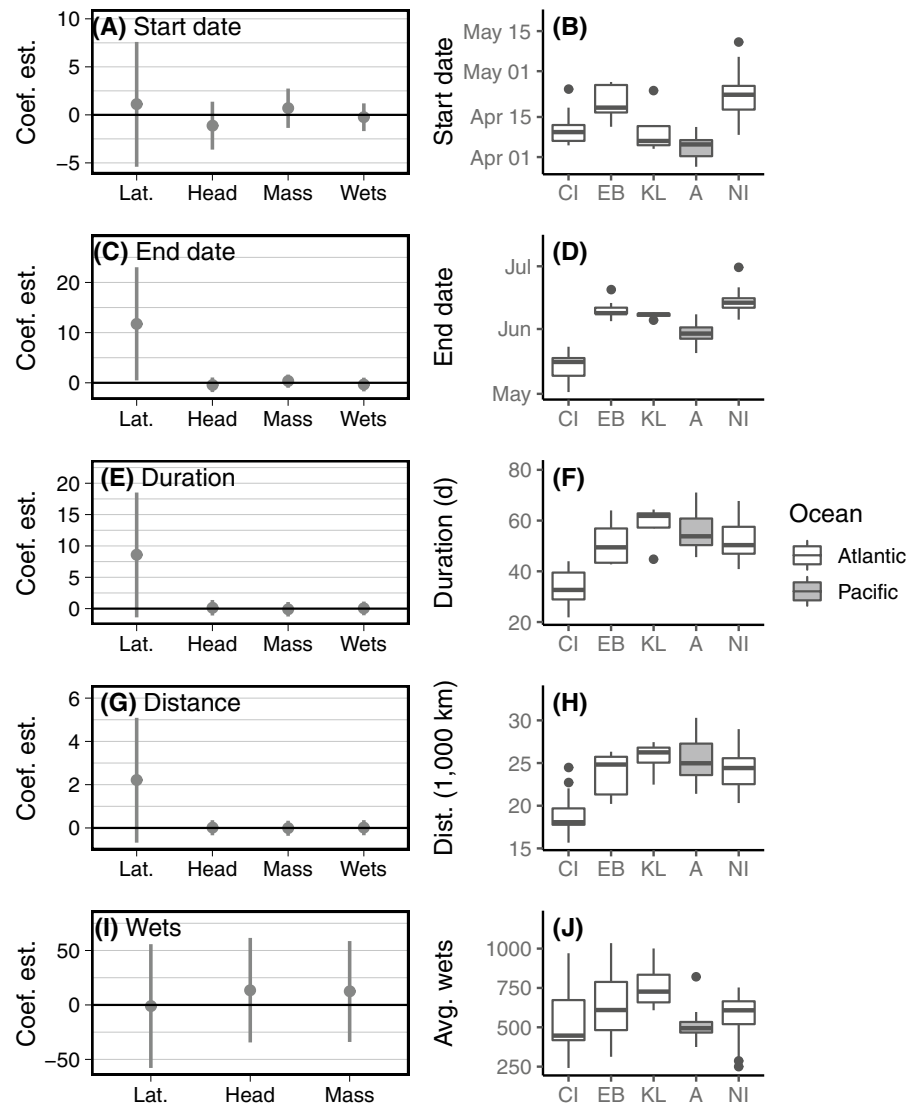 (A) Start date
Coef. est.
10
5
0
−5
Lat. Head Mass Wets
(B)
Start date
May 15
May 01
Apr 15
Apr 01
CI EB KL A NI
(C) End date
Coef. est.
20
10
0
Lat. Head Mass Wets
(D)
End date
Jul
Jun
May
CI EB KL A NI
(E) Duration
Coef. est.
20
15
10
5
0
Lat. Head Mass Wets
(F)
Duration (d)
80
60
40
20
CI EB KL A NI
Ocean
Atlantic
Pacific
(G) Distance
Coef. est.
6
4
2
0
Lat. Head Mass Wets
(H)
Dist. (1,000 km)
30
25
20
15
CI EB KL A NI
(I) Wets
Coef. est.
50
0
−50
Lat. Head Mass
(J)
Avg. wets
1000
750
500
250
CI EB KL A NI